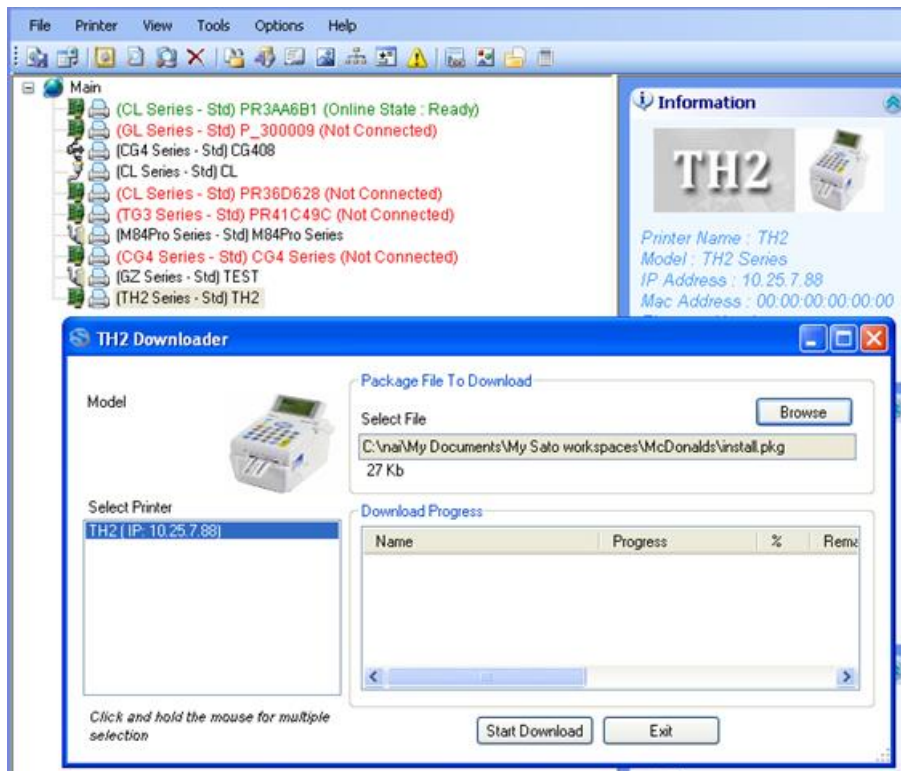 File Printer View Tools Options Help
Main
(CL Series - Std) PR3AA6B1 (Online State : Ready)
(GL Series - Std) P_300009 (Not Connected)
(CG4 Series - Std) CG408
(CL Series - Std) CL
(CL Series - Std) PR36D628 (Not Connected)
(TG3 Series - Std) PR41C49C (Not Connected)
(M84Pro Series - Std) M84Pro Series
(CG4 Series - Std) CG4 Series (Not Connected)
(GZ Series - Std) TEST
(TH2 Series - Std) TH2
Information
TH2
Printer Name : TH2
Model : TH2 Series
IP Address : 10.25.7.88
Mac Address : 00:00:00:00:00:00
TH2 Downloader
Model
Select Printer
TH2 ( IP: 10.25.7.88)
Click and hold the mouse for multiple
selection
Package File To Download
Select File
Browse
C:\nai\My Documents\My Sato workspaces\McDonalds\install.pkg
27 Kb
Download Progress
Name Progress % Rema
Start Download Exit